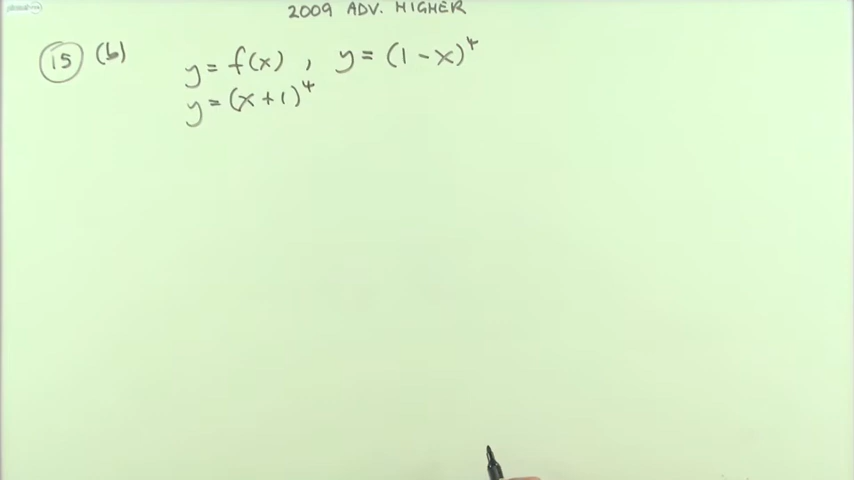 2009 ADV. HIGHER
15 (b) y = f(x) , y = (1 - x)⁴
y = (x + 1)⁴